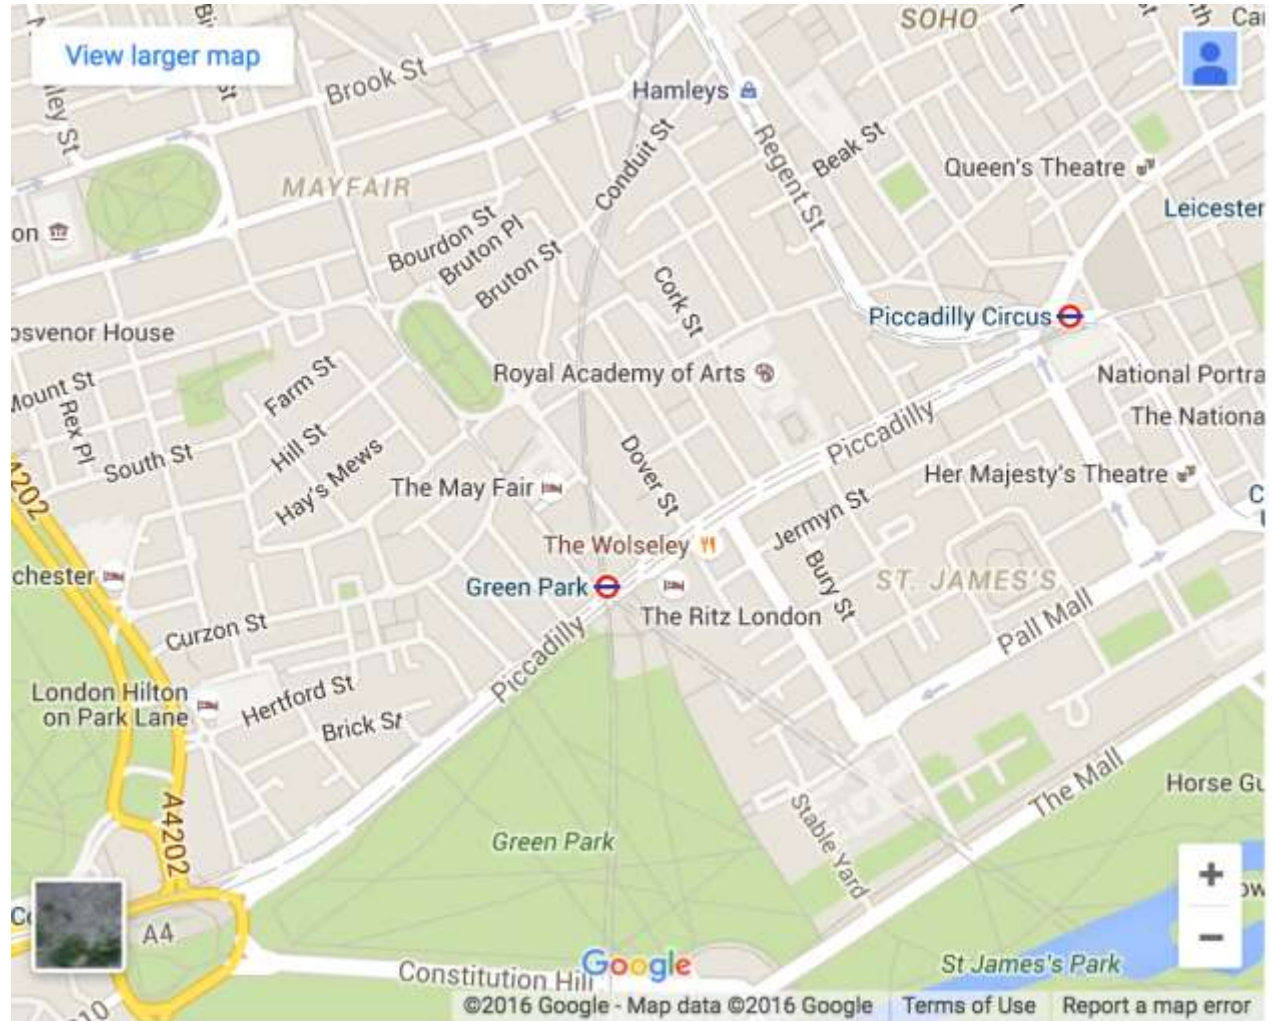 SOHO
View larger map
Brook St
Hamleys
Conduit St
Regent St
Beak St
Queen's Theatre
MAYFAIR
Leicester
on
Bourdon St
Bruton Pl
Bruton St
Cork St
Piccadilly Circus
osvenor House
Royal Academy of Arts
National Portra
Mount St
Farm St
Rex Pl
The Nationa
Piccadilly
South St
Hill St
Hay's Mews
Dover St
Her Majesty's Theatre
A4202
The May Fair
Jermyn St
The Wolseley
Bury St
ST. JAMES'S
chester
Green Park
The Ritz London
Pall Mall
Curzon St
Piccadilly
London Hilton
on Park Lane
Hertford St
Brick St
The Mall
Horse Gu
A4202
Stable Yard
Green Park
A4
Constitution Hill
Google
St James's Park
©2016 Google - Map data ©2016 Google
Terms of Use
Report a map error